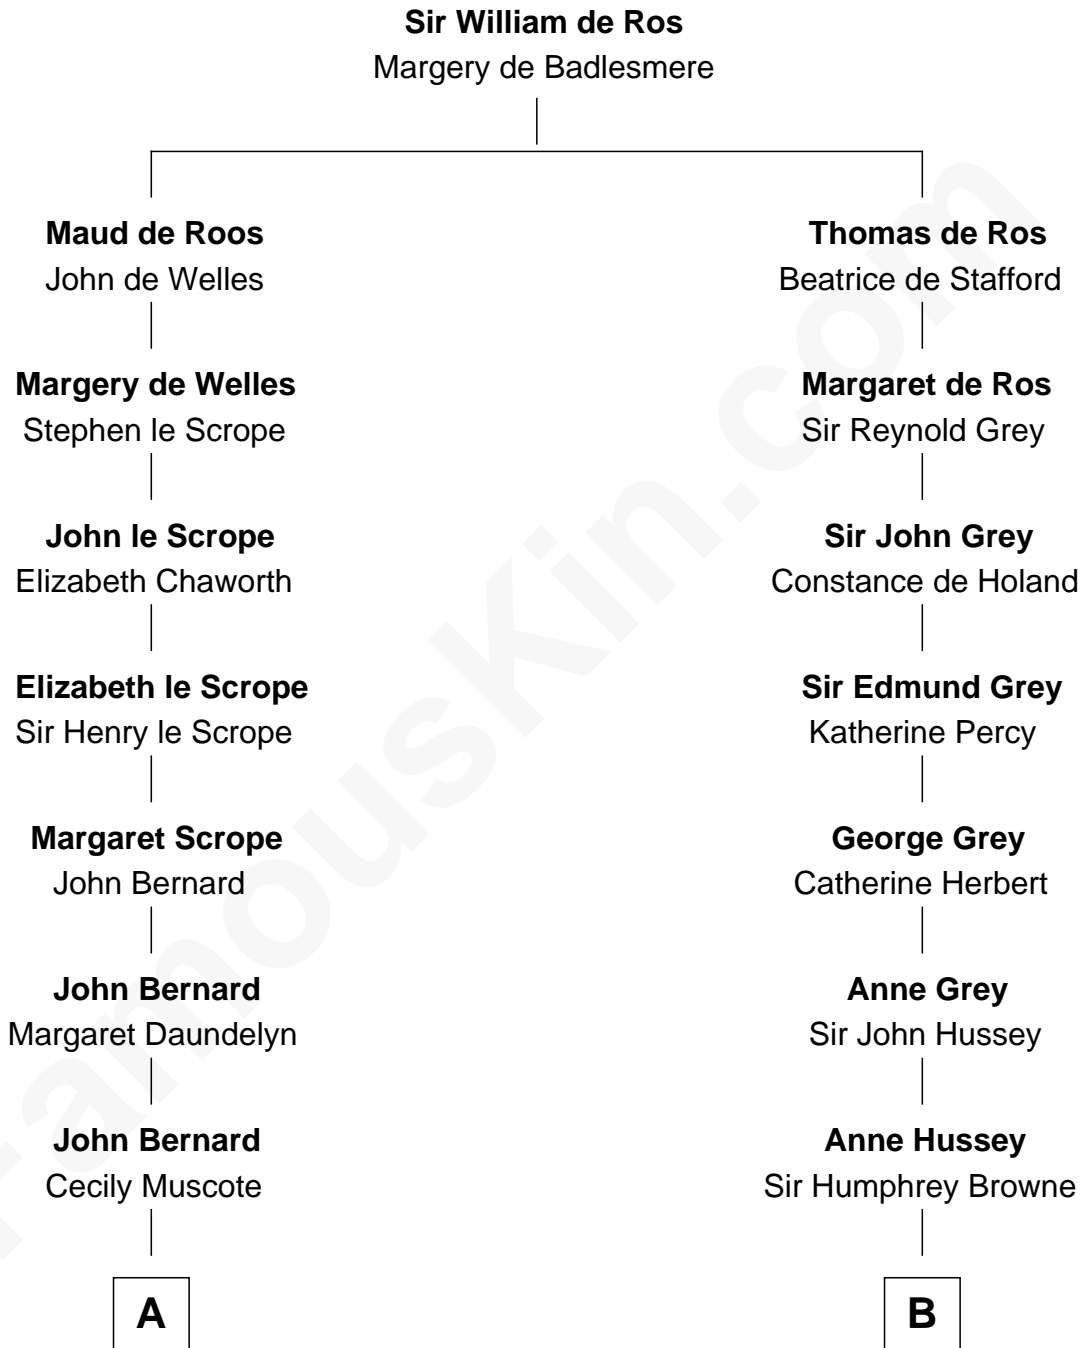 Sir William de Ros
Margery de Badlesmere
Maud de Roos
John de Welles
Thomas de Ros
Beatrice de Stafford
Margery de Welles
Stephen le Scrope
Margaret de Ros
Sir Reynold Grey
John le Scrope
Elizabeth Chaworth
Sir John Grey
Constance de Holand
Elizabeth le Scrope
Sir Henry le Scrope
Sir Edmund Grey
Katherine Percy
Margaret Scrope
John Bernard
George Grey
Catherine Herbert
John Bernard
Margaret Daundelyn
Anne Grey
Sir John Hussey
John Bernard
Cecily Muscote
Anne Hussey
Sir Humphrey Browne
A
B
FamousKin.com